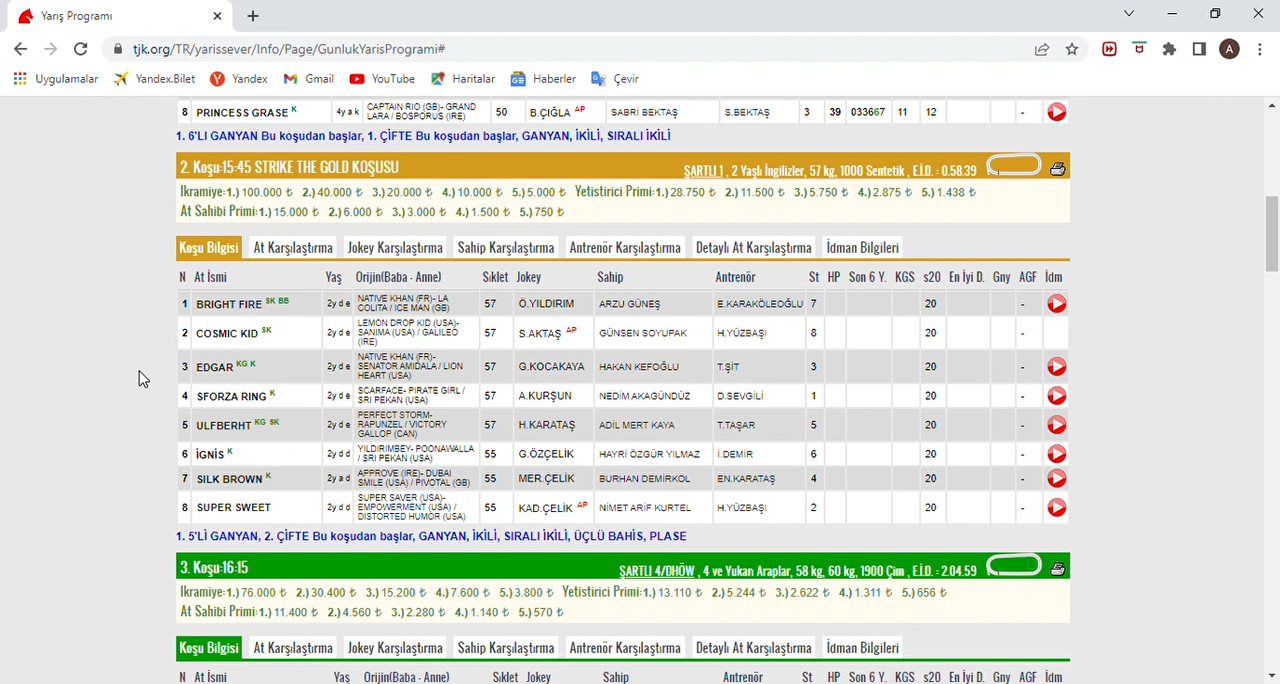 Yarış Programı
tjk.org/TR/yarissever/Info/Page/GunlukYarisProgrami#
A
Uygulamalar Yandex.Bilet Yandex Gmail YouTube Haritalar Haberler Çevir
8 PRINCESS GRASE K 4y a k CAPTAIN RIO (GB)- GRAND LARA / BOSPORUS (IRE) 50 B.ÇIĞLA AP SABRİ BEKTAŞ S.BEKTAŞ 3 39 033667 11 12 -
1. 6'LI GANYAN Bu koşudan başlar, 1. ÇİFTE Bu koşudan başlar, GANYAN, İKİLİ, SIRALI İKİLİ
2. Koşu:15:45 STRIKE THE GOLD KOŞUSU ŞARTLI 1 , 2 Yaşlı İngilizler, 57 kg, 1000 Sentetik , E.İ.D. : 0.58.39
İkramiye:1.) 100.000 ₺ 2.) 40.000 ₺ 3.) 20.000 ₺ 4.) 10.000 ₺ 5.) 5.000 ₺ Yetistirici Primi:1.) 28.750 ₺ 2.) 11.500 ₺ 3.) 5.750 ₺ 4.) 2.875 ₺ 5.) 1.438 ₺
At Sahibi Primi:1.) 15.000 ₺ 2.) 6.000 ₺ 3.) 3.000 ₺ 4.) 1.500 ₺ 5.) 750 ₺
Koşu Bilgisi At Karşılaştırma Jokey Karşılaştırma Sahip Karşılaştırma Antrenör Karşılaştırma Detaylı At Karşılaştırma İdman Bilgileri
N At İsmi Yaş Orijin(Baba - Anne) Sıklet Jokey Sahip Antrenör St HP Son 6 Y. KGS s20 En İyi D. Gny AGF İdm
1 BRIGHT FIRE SK BB 2y d e NATIVE KHAN (FR)- LA COLITA / ICE MAN (GB) 57 Ö.YILDIRIM ARZU GÜNEŞ E.KARAKÖLEOĞLU 7 20 -
2 COSMIC KID SK 2y d e LEMON DROP KID (USA)- SANIMA (USA) / GALILEO (IRE) 57 S.AKTAŞ AP GÜNSEN SOYUPAK H.YÜZBAŞI 8 20 -
3 EDGAR KG K 2y d e NATIVE KHAN (FR)- SENATOR AMIDALA / LION HEART (USA) 57 G.KOCAKAYA HAKAN KEFOĞLU T.ŞİT 3 20 -
4 SFORZA RING K 2y d e SCARFACE- PIRATE GIRL / SRI PEKAN (USA) 57 A.KURŞUN NEDİM AKAGÜNDÜZ D.SEVGİLİ 1 20 -
5 ULFBERHT KG SK 2y d e PERFECT STORM- RAPUNZEL / VICTORY GALLOP (CAN) 57 H.KARATAŞ ADİL MERT KAYA T.TAŞAR 5 20 -
6 İGNİS K 2y d d YILDIRIMBEY- POONAWALLA / SRI PEKAN (USA) 55 G.ÖZÇELİK HAYRİ ÖZGÜR YILMAZ İ.DEMİR 6 20 -
7 SILK BROWN K 2y a d APPROVE (IRE)- DUBAI SMILE (USA) / PIVOTAL (GB) 55 MER.ÇELİK BURHAN DEMİRKOL EN.KARATAŞ 4 20 -
8 SUPER SWEET 2y d d SUPER SAVER (USA)- EMPOWERMENT (USA) / DISTORTED HUMOR (USA) 55 KAD.ÇELİK AP NİMET ARİF KURTEL H.YÜZBAŞI 2 20 -
1. 5'Lİ GANYAN, 2. ÇİFTE Bu koşudan başlar, GANYAN, İKİLİ, SIRALI İKİLİ, ÜÇLÜ BAHİS, PLASE
3. Koşu:16:15 ŞARTLI 4/DHÖW , 4 ve Yukarı Araplar, 58 kg, 60 kg, 1900 Çim , E.İ.D. : 2.04.59
İkramiye:1.) 76.000 ₺ 2.) 30.400 ₺ 3.) 15.200 ₺ 4.) 7.600 ₺ 5.) 3.800 ₺ Yetistirici Primi:1.) 13.110 ₺ 2.) 5.244 ₺ 3.) 2.622 ₺ 4.) 1.311 ₺ 5.) 656 ₺
At Sahibi Primi:1.) 11.400 ₺ 2.) 4.560 ₺ 3.) 2.280 ₺ 4.) 1.140 ₺ 5.) 570 ₺
Koşu Bilgisi At Karşılaştırma Jokey Karşılaştırma Sahip Karşılaştırma Antrenör Karşılaştırma Detaylı At Karşılaştırma İdman Bilgileri
N At İsmi Yaş Orijin(Baba - Anne) Sıklet Jokey Sahip Antrenör St HP Son 6 Y. KGS s20 En İyi D. Gny AGF İdm